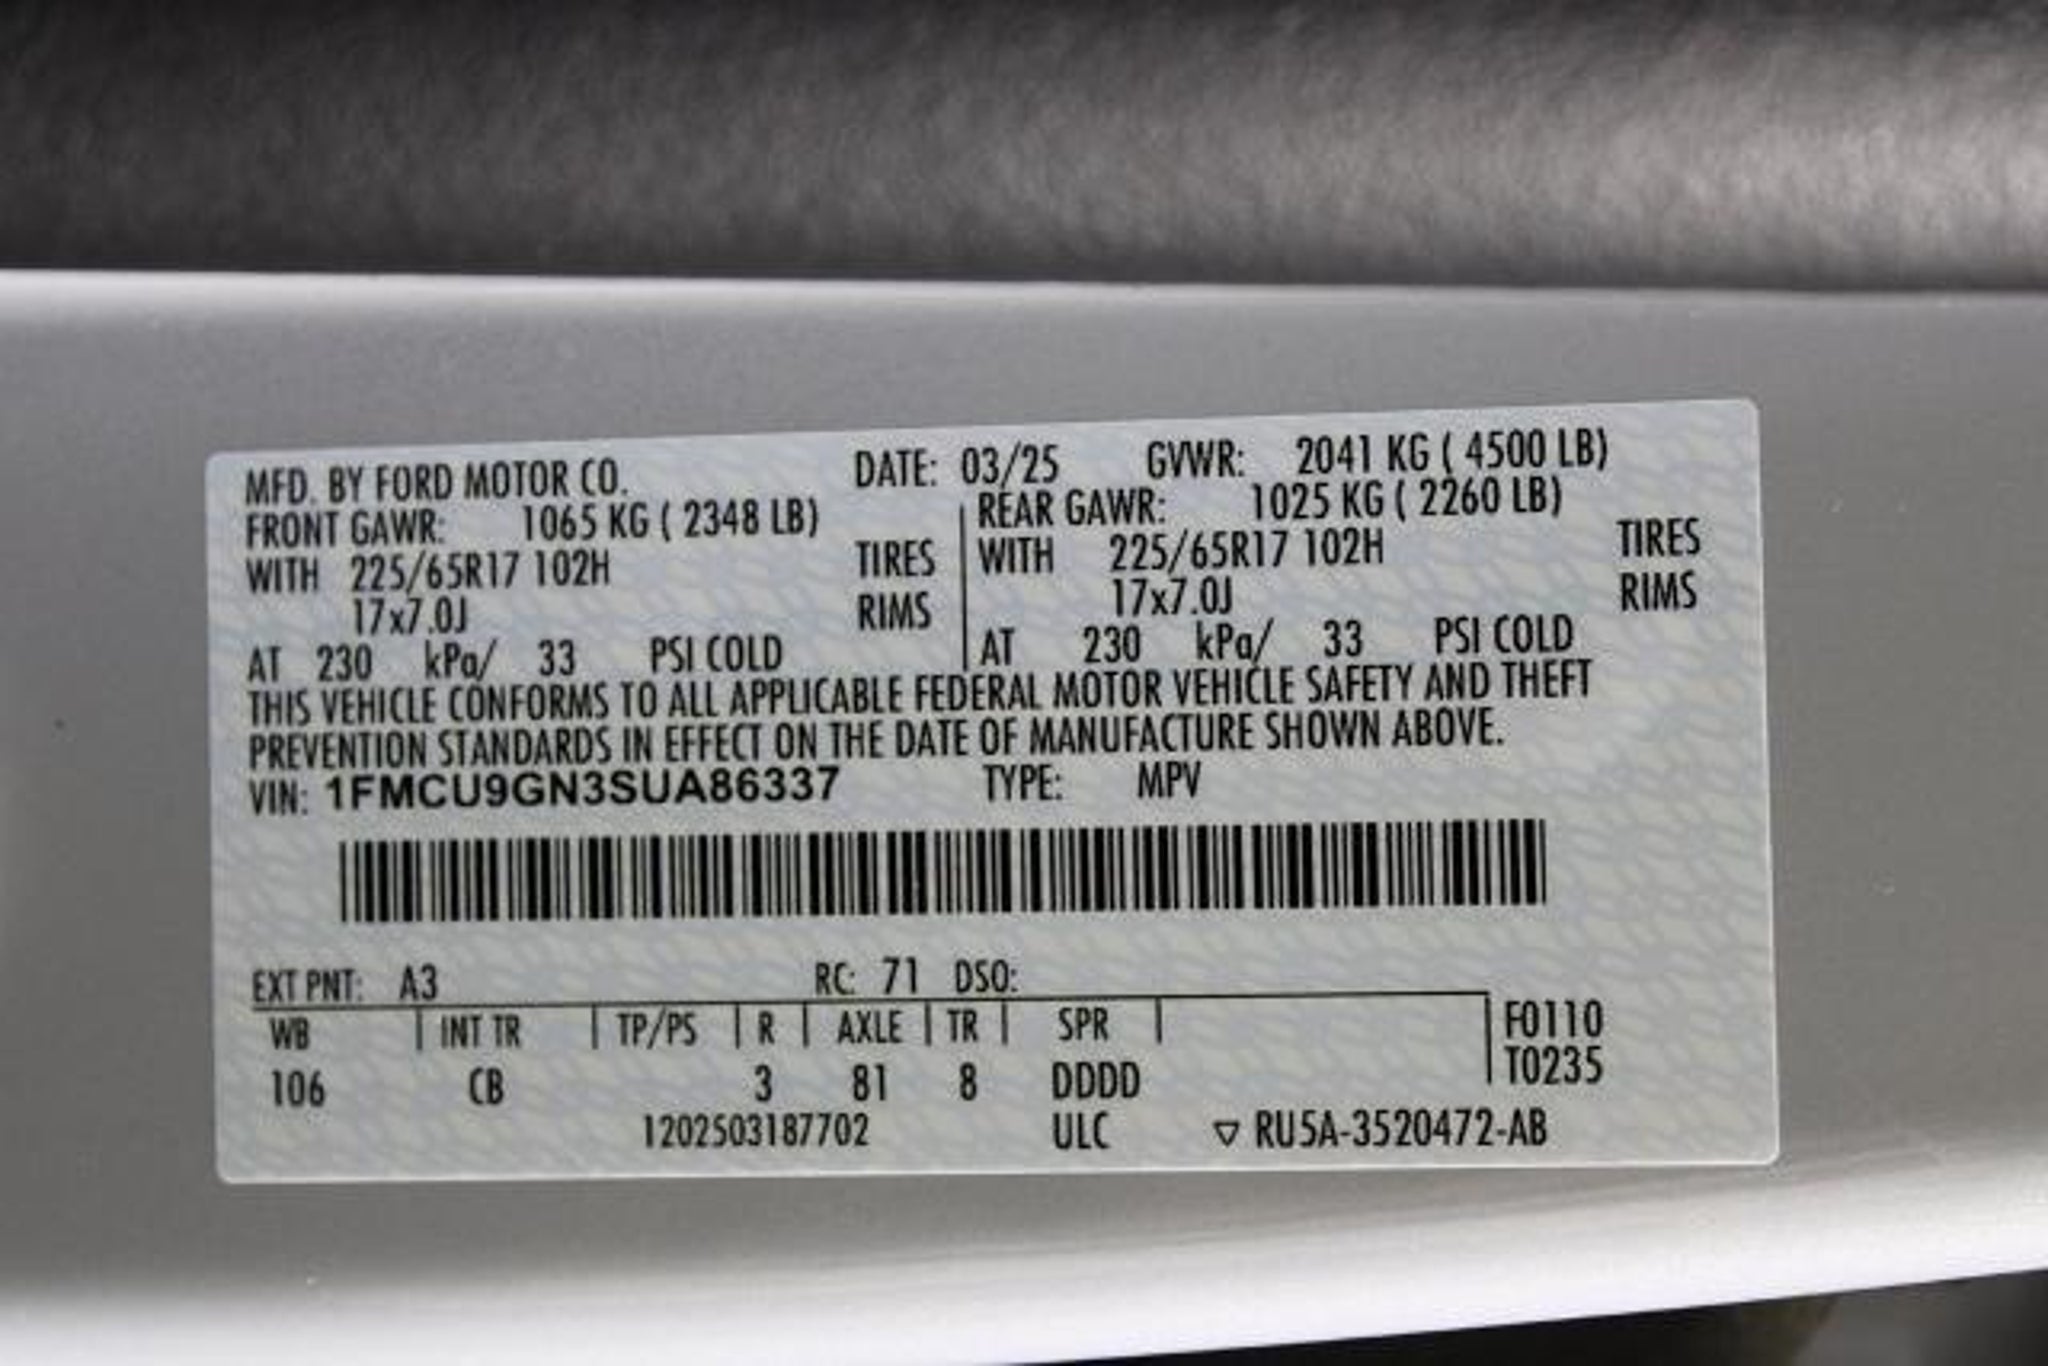 MFD. BY FORD MOTOR CO. DATE: 03/25 GVWR: 2041 KG ( 4500 LB)
FRONT GAWR: 1065 KG ( 2348 LB) REAR GAWR: 1025 KG ( 2260 LB)
WITH 225/65R17 102H TIRES WITH 225/65R17 102H TIRES
17x7.0J RIMS 17x7.0J RIMS
AT 230 kPa/ 33 PSI COLD AT 230 kPa/ 33 PSI COLD
THIS VEHICLE CONFORMS TO ALL APPLICABLE FEDERAL MOTOR VEHICLE SAFETY AND THEFT
PREVENTION STANDARDS IN EFFECT ON THE DATE OF MANUFACTURE SHOWN ABOVE.
VIN: 1FMCU9GN3SUA86337 TYPE: MPV
EXT PNT: A3 RC: 71 DSO:
WB INT TR TP/PS R AXLE TR SPR F0110
T0235
106 CB 3 81 8 DDDD
1202503187702 ULC ▽ RU5A-3520472-AB